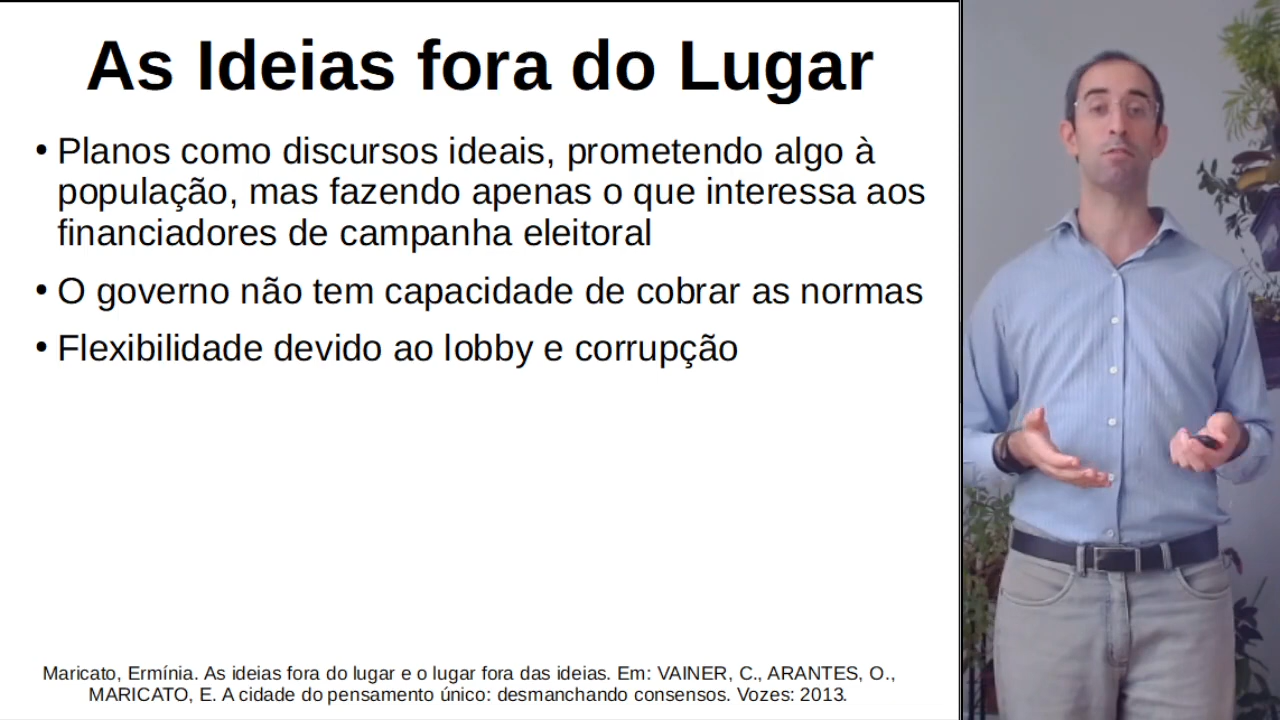 As Ideias fora do Lugar
• Planos como discursos ideais, prometendo algo à
população, mas fazendo apenas o que interessa aos
financiadores de campanha eleitoral
• O governo não tem capacidade de cobrar as normas
• Flexibilidade devido ao lobby e corrupção
Maricato, Ermínia. As ideias fora do lugar e o lugar fora das ideias. Em: VAINER, C., ARANTES, O.,
MARICATO, E. A cidade do pensamento único: desmanchando consensos. Vozes: 2013.